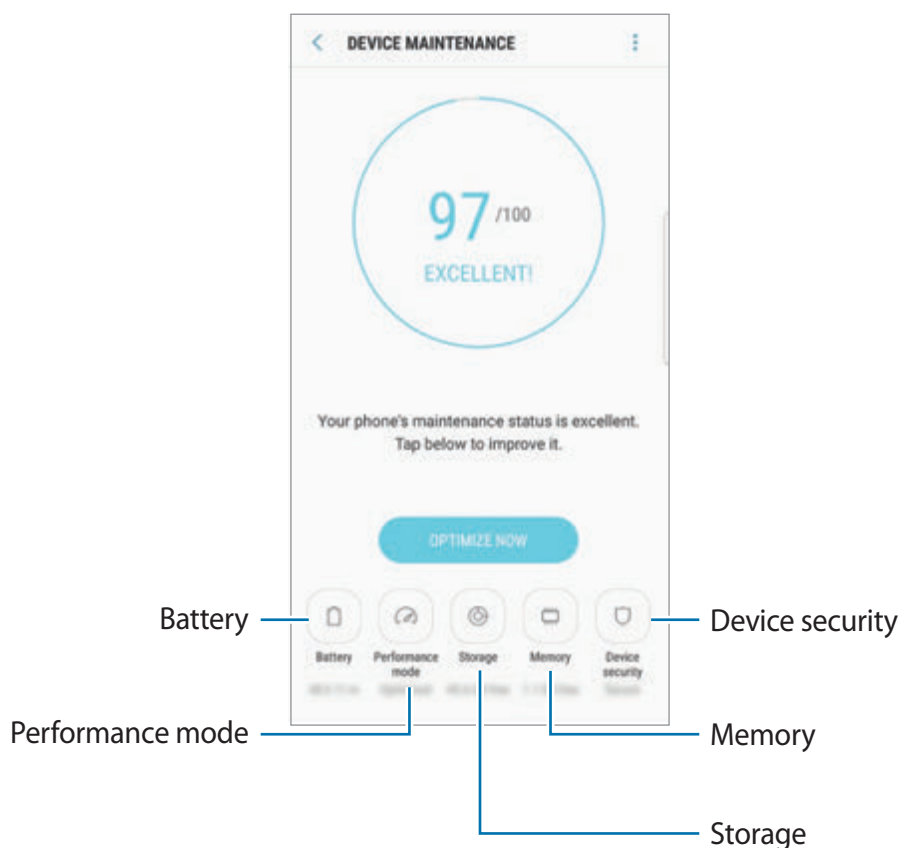 DEVICE MAINTENANCE
97 /100
EXCELLENT!
Your phone's maintenance status is excellent.
Tap below to improve it.
OPTIMIZE NOW
Battery
Performance
mode
Storage
Memory
Device
security
Battery
Device security
Performance mode
Memory
Storage